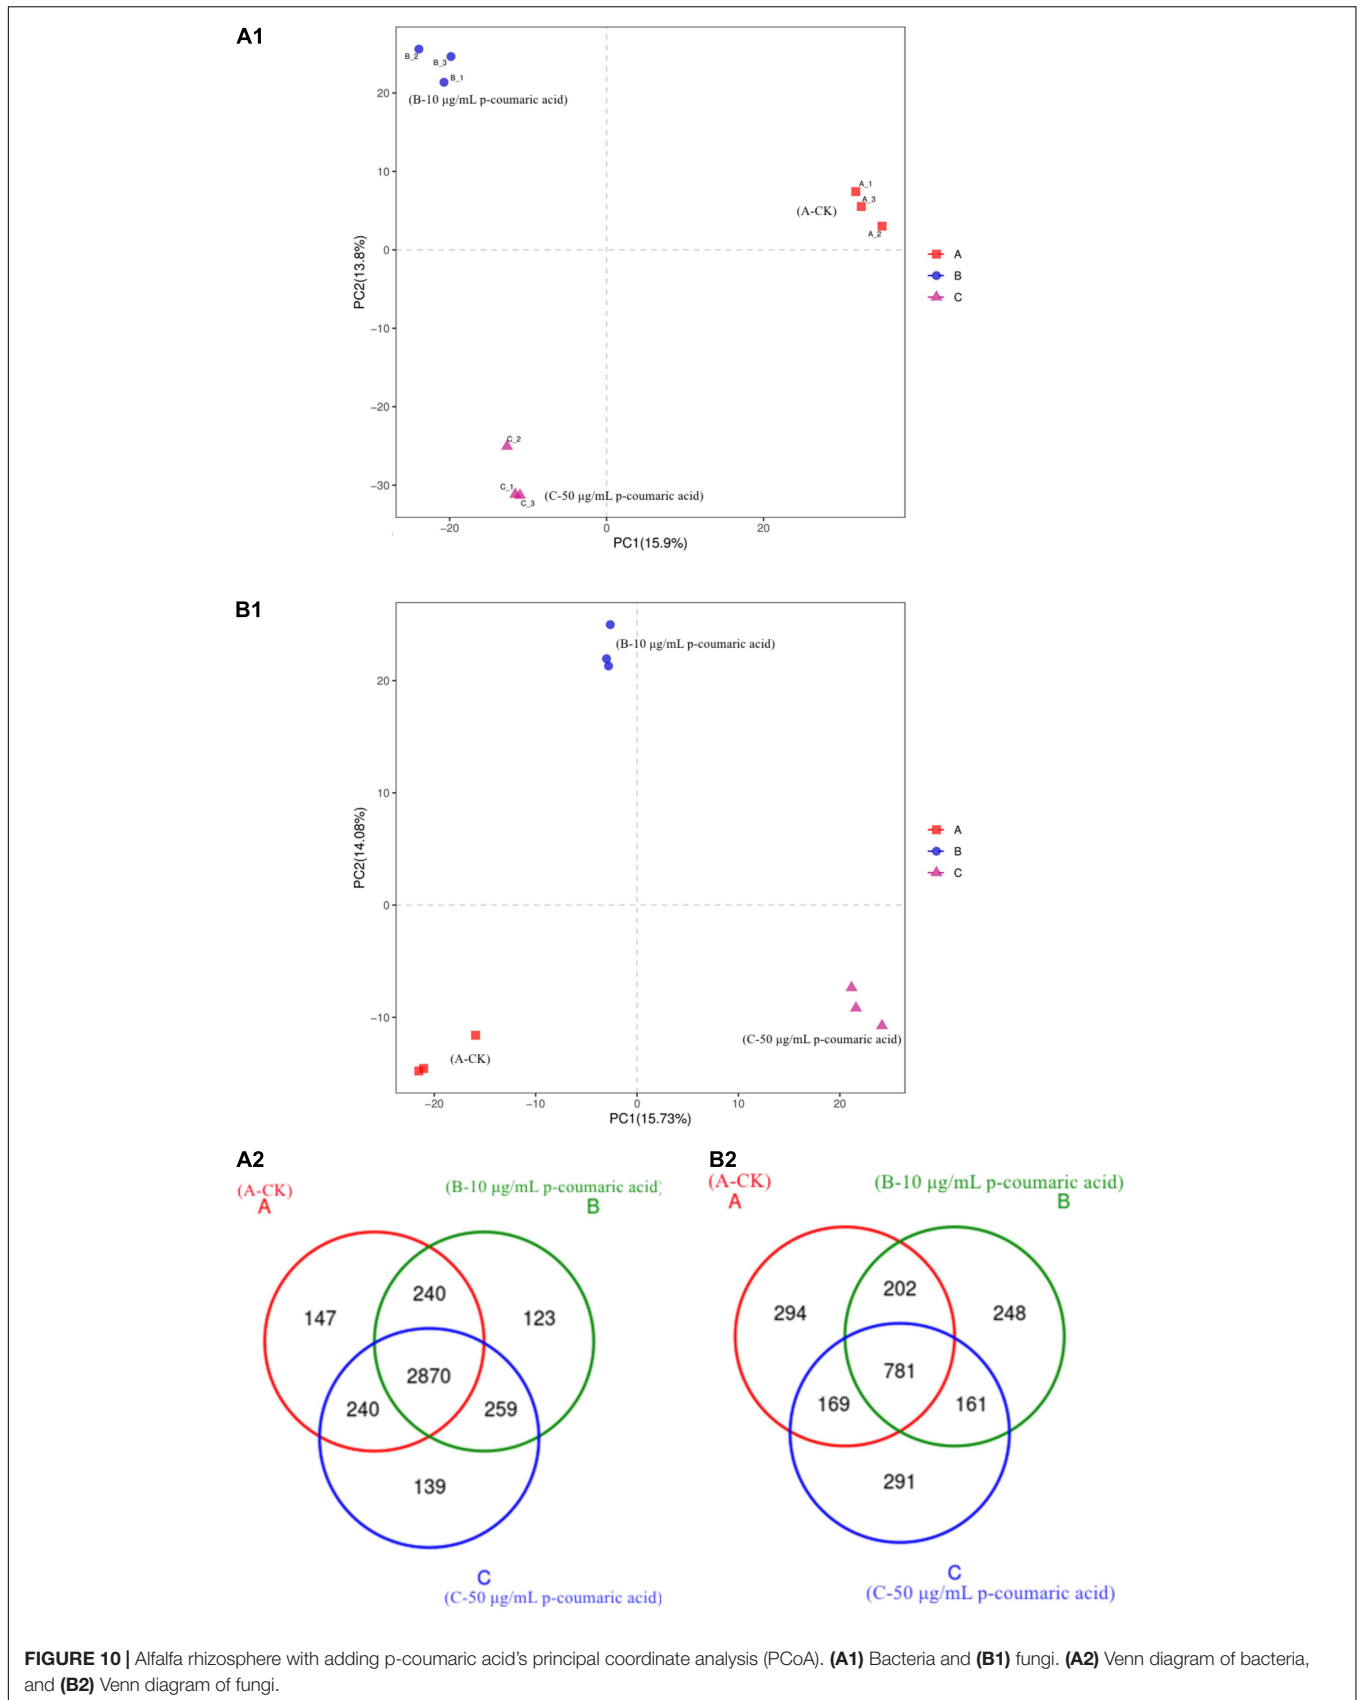 A1
B_2
B_3
B_1
(B-10 μg/mL p-coumaric acid)
A_1
A_3
(A-CK)
A_2
C_2
C_1
C_3
(C-50 μg/mL p-coumaric acid)
20
10
0
−10
−20
−30
PC2(13.8%)
−20
0
20
PC1(15.9%)
A
B
C
B1
(B-10 μg/mL p-coumaric acid)
(C-50 μg/mL p-coumaric acid)
(A-CK)
20
10
0
−10
PC2(14.08%)
−20
−10
0
10
20
PC1(15.73%)
A
B
C
A2
(A-CK)
A
(B-10 μg/mL p-coumaric acid)
B
240
147
123
2870
240
259
139
C
(C-50 μg/mL p-coumaric acid)
B2
(A-CK)
A
(B-10 μg/mL p-coumaric acid)
B
202
294
248
781
169
161
291
C
(C-50 μg/mL p-coumaric acid)
FIGURE 10 | Alfalfa rhizosphere with adding p-coumaric acid's principal coordinate analysis (PCoA). (A1) Bacteria and (B1) fungi. (A2) Venn diagram of bacteria,
and (B2) Venn diagram of fungi.